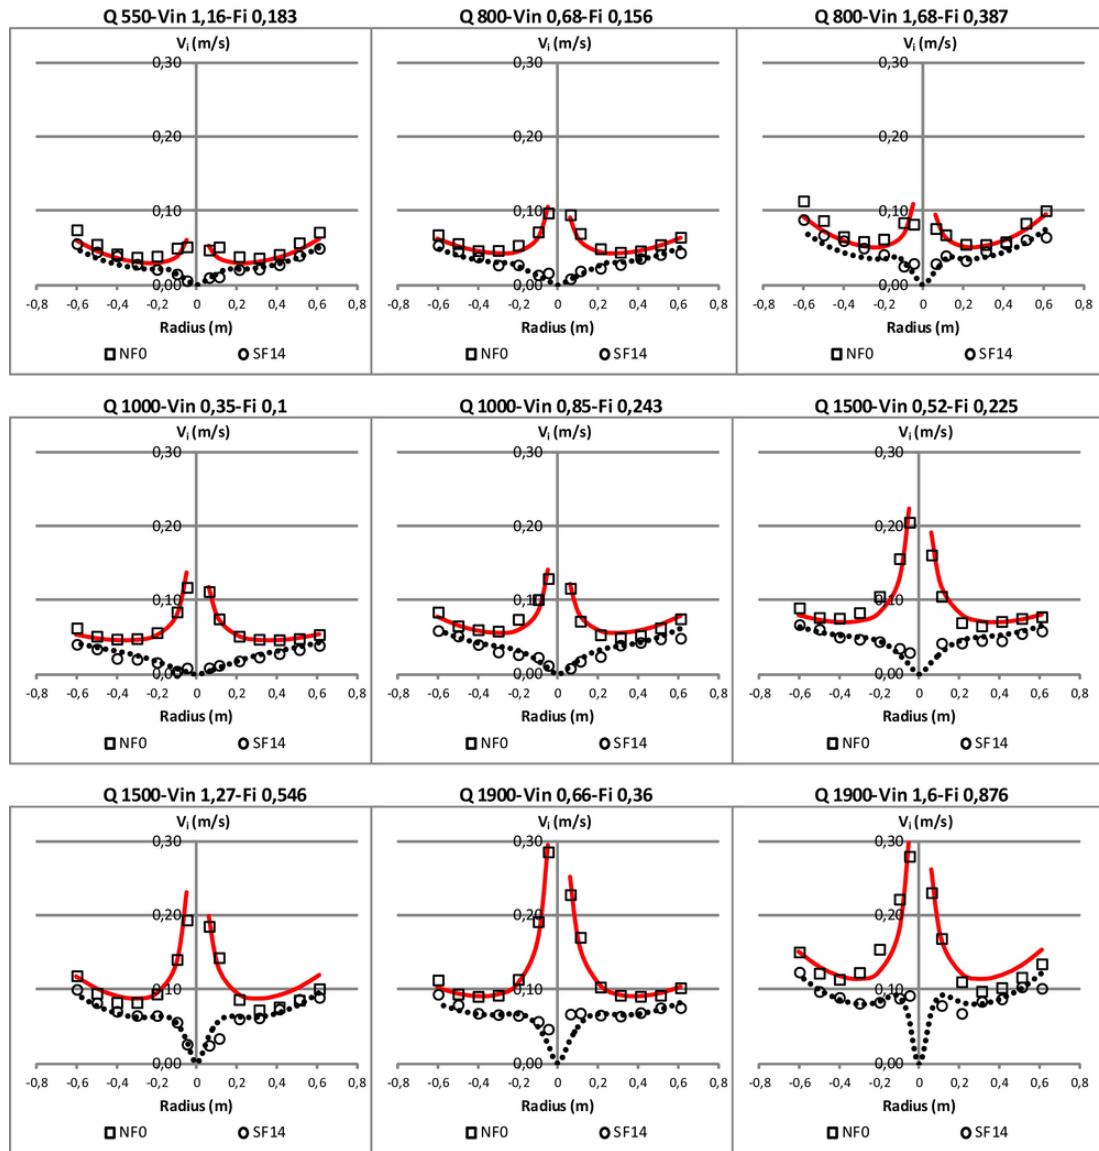 Q 550-Vin 1,16-Fi 0,183
Vᵢ (m/s)
0,30
0,20
0,10
0,00
-0,8 -0,6 -0,4 -0,2 0 0,2 0,4 0,6 0,8
Radius (m)
NF0 SF14
Q 800-Vin 0,68-Fi 0,156
Vᵢ (m/s)
0,30
0,20
0,10
0,00
-0,8 -0,6 -0,4 -0,2 0 0,2 0,4 0,6 0,8
Radius (m)
NF0 SF14
Q 800-Vin 1,68-Fi 0,387
Vᵢ (m/s)
0,30
0,20
0,10
0,00
-0,8 -0,6 -0,4 -0,2 0 0,2 0,4 0,6 0,8
Radius (m)
NF0 SF14
Q 1000-Vin 0,35-Fi 0,1
Vᵢ (m/s)
0,30
0,20
0,10
0,00
-0,8 -0,6 -0,4 -0,2 0 0,2 0,4 0,6 0,8
Radius (m)
NF0 SF14
Q 1000-Vin 0,85-Fi 0,243
Vᵢ (m/s)
0,30
0,20
0,10
0,00
-0,8 -0,6 -0,4 -0,2 0 0,2 0,4 0,6 0,8
Radius (m)
NF0 SF14
Q 1500-Vin 0,52-Fi 0,225
Vᵢ (m/s)
0,30
0,20
0,10
0,00
-0,8 -0,6 -0,4 -0,2 0 0,2 0,4 0,6 0,8
Radius (m)
NF0 SF14
Q 1500-Vin 1,27-Fi 0,546
Vᵢ (m/s)
0,30
0,20
0,10
0,00
-0,8 -0,6 -0,4 -0,2 0 0,2 0,4 0,6 0,8
Radius (m)
NF0 SF14
Q 1900-Vin 0,66-Fi 0,36
Vᵢ (m/s)
0,30
0,20
0,10
0,00
-0,8 -0,6 -0,4 -0,2 0 0,2 0,4 0,6 0,8
Radius (m)
NF0 SF14
Q 1900-Vin 1,6-Fi 0,876
Vᵢ (m/s)
0,30
0,20
0,10
0,00
-0,8 -0,6 -0,4 -0,2 0 0,2 0,4 0,6 0,8
Radius (m)
NF0 SF14